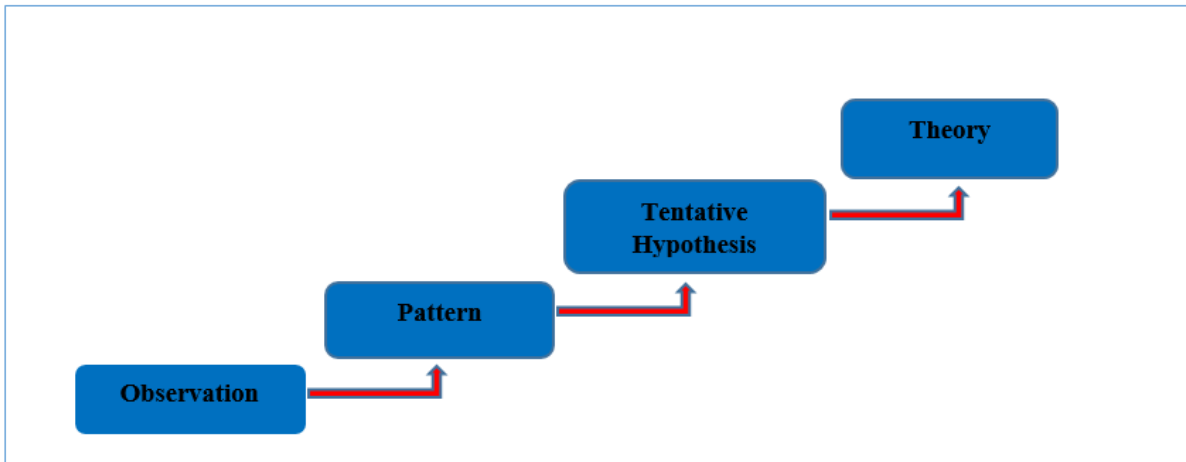 Theory
Tentative
Hypothesis
Pattern
Observation